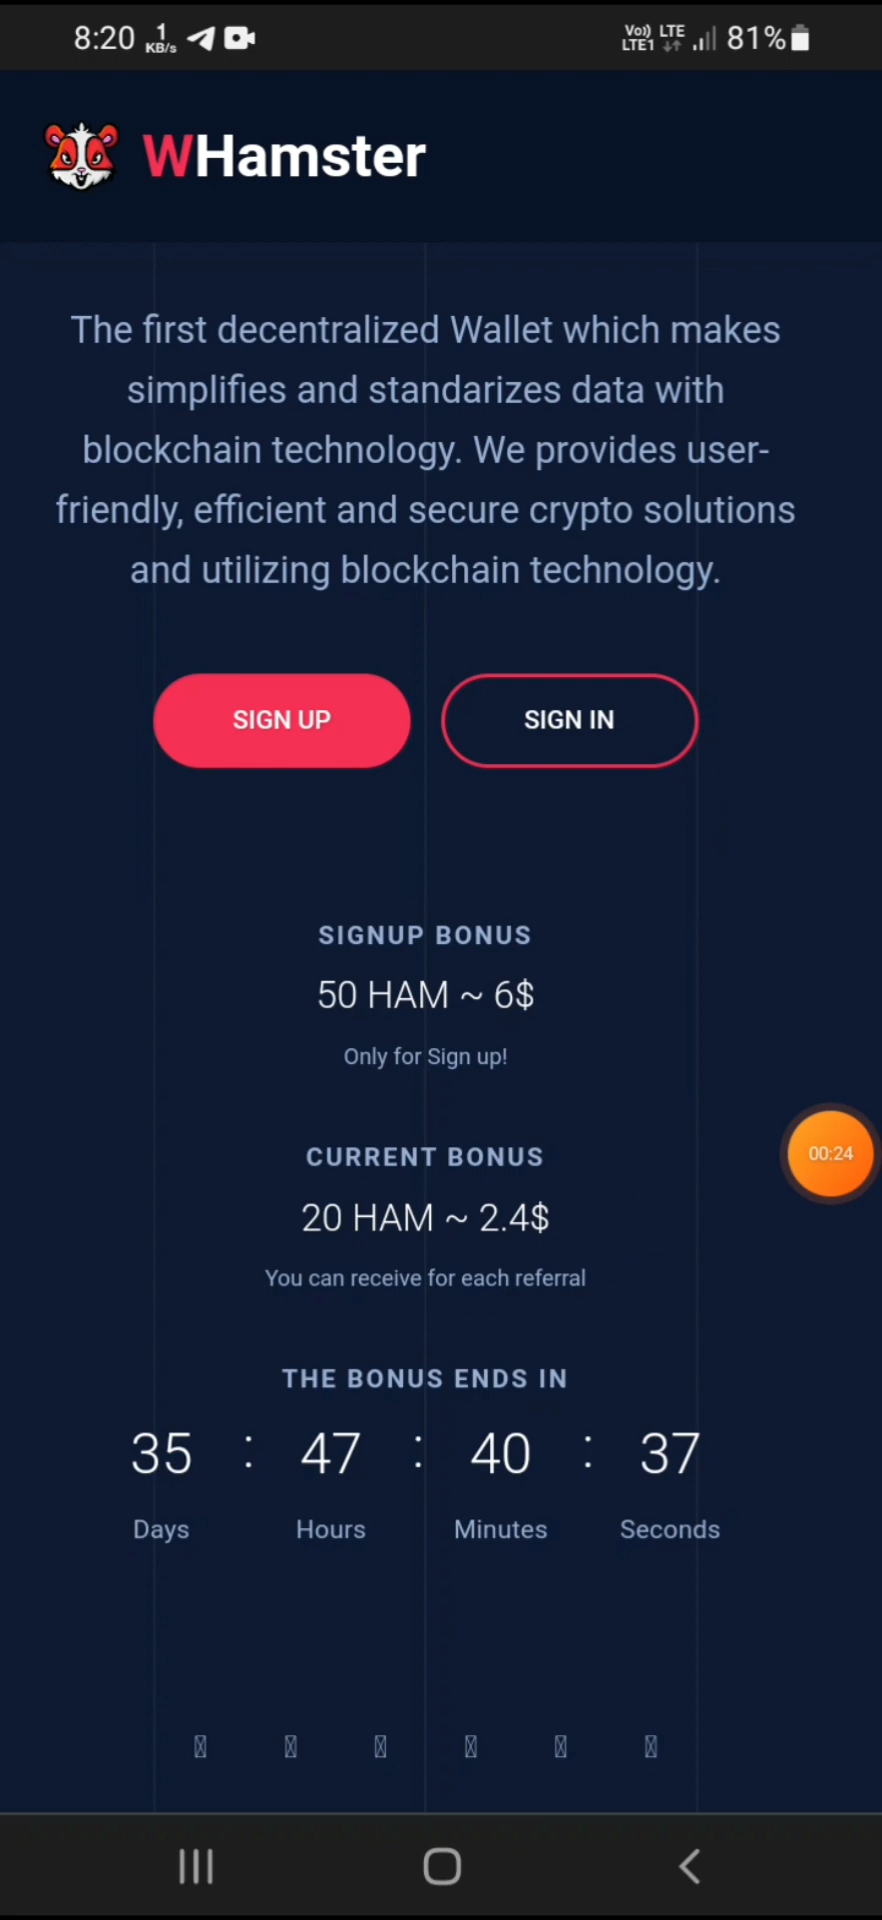 8:20 1 KB/s Vo)) LTE LTE1 81%
WHamster
The first decentralized Wallet which makes
simplifies and standarizes data with
blockchain technology. We provides user-
friendly, efficient and secure crypto solutions
and utilizing blockchain technology.
SIGN UP SIGN IN
SIGNUP BONUS
50 HAM ~ 6$
Only for Sign up!
CURRENT BONUS
00:24
20 HAM ~ 2.4$
You can receive for each referral
THE BONUS ENDS IN
35 : 47 : 40 : 37
Days Hours Minutes Seconds